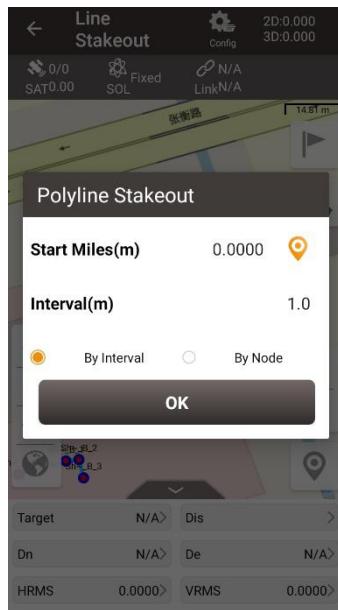 Line
Stakeout
Config
2D:0.000
3D:0.000
0/0
SAT0.00
Fixed
SOL
N/A
LinkN/A
张衡路
14.81 m
Polyline Stakeout
Start Miles(m) 0.0000
Interval(m) 1.0
By Interval By Node
OK
Target N/A> Dis >
Dn N/A> De N/A>
HRMS 0.0000> VRMS 0.0000>